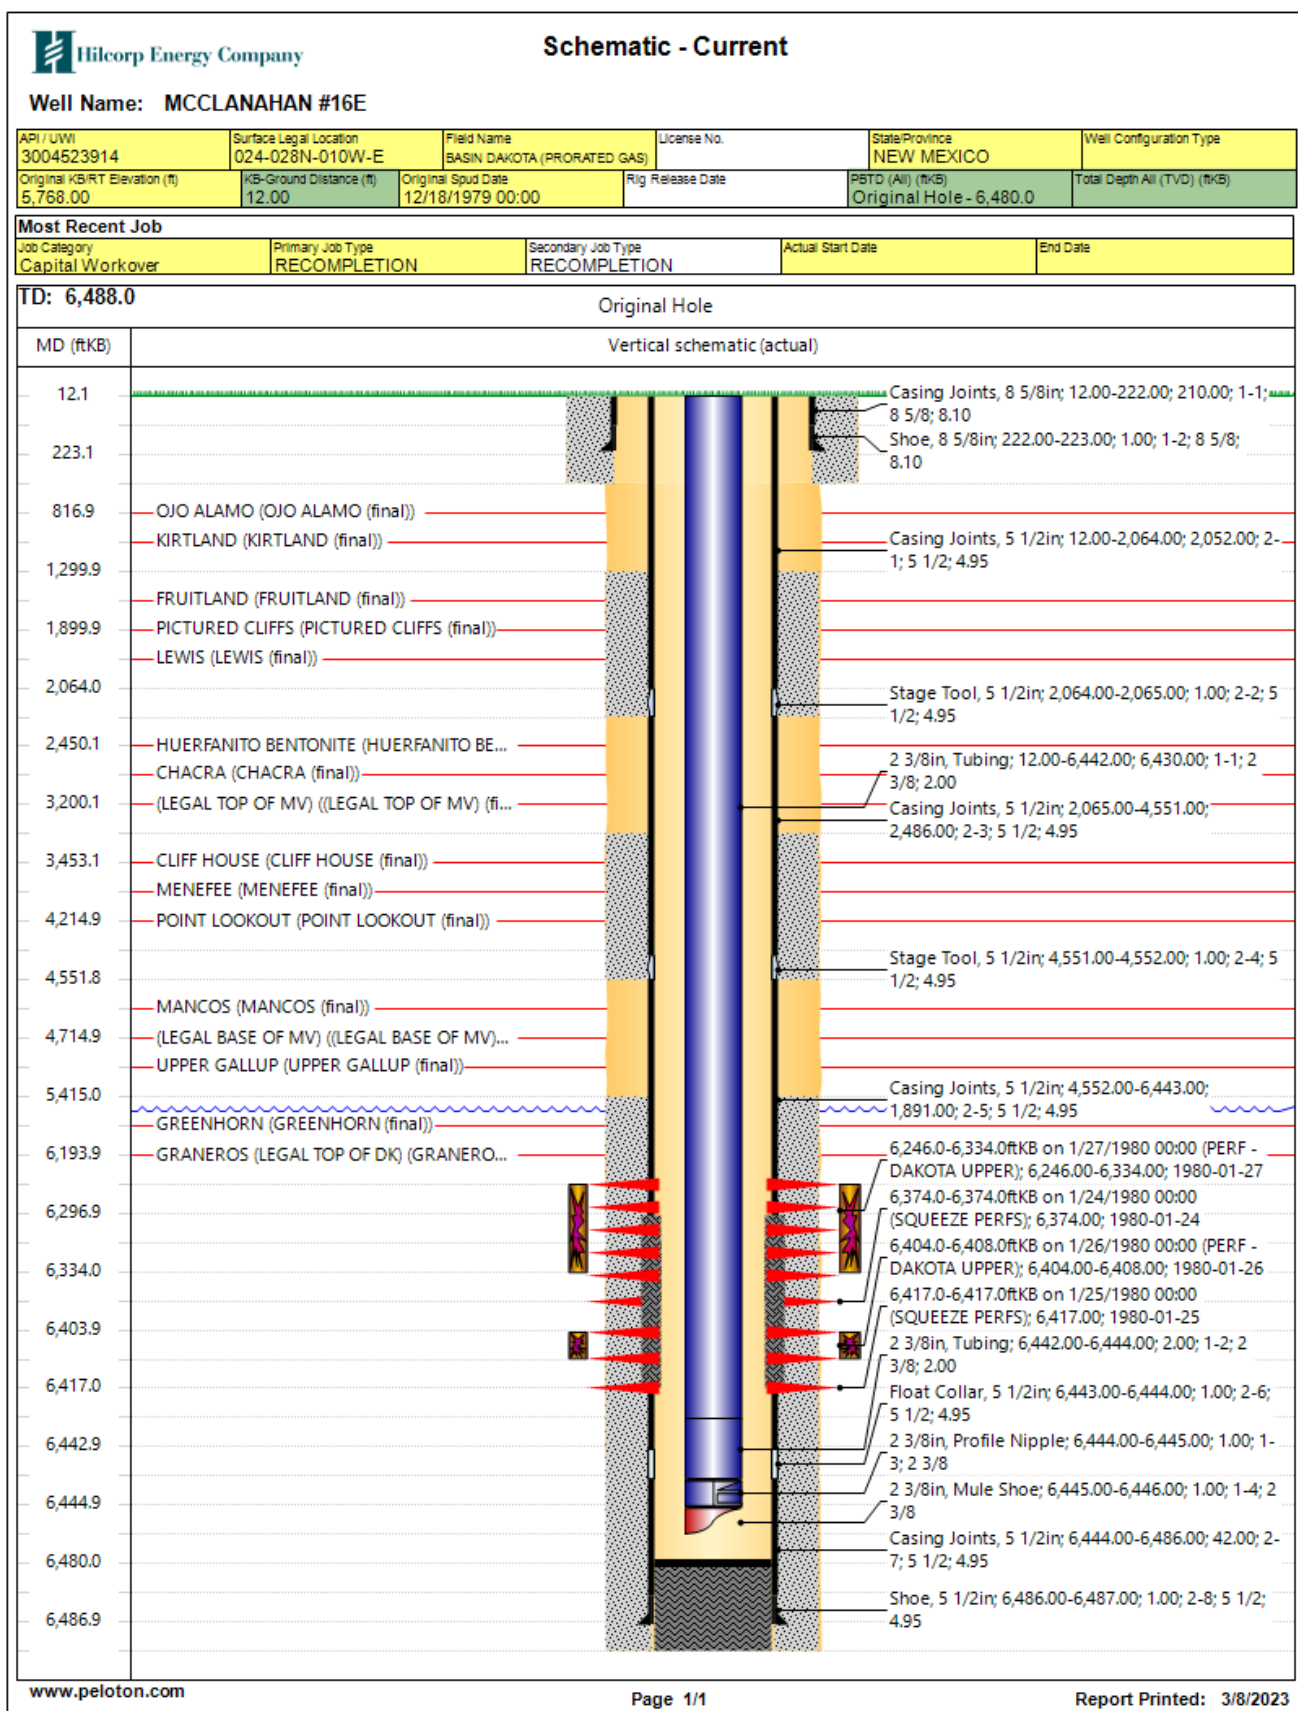 Hilcorp Energy Company
Schematic - Current
Well Name: MCCLANAHAN #16E
API / UWI
3004523914
Surface Legal Location
024-028N-010W-E
Field Name
BASIN DAKOTA (PRORATED GAS)
License No.
State/Province
NEW MEXICO
Well Configuration Type
Original KB/RT Elevation (ft)
5,768.00
KB-Ground Distance (ft)
12.00
Original Spud Date
12/18/1979 00:00
Rig Release Date
PBTD (All) (ftKB)
Original Hole - 6,480.0
Total Depth All (TVD) (ftKB)
Most Recent Job
Job Category
Capital Workover
Primary Job Type
RECOMPLETION
Secondary Job Type
RECOMPLETION
Actual Start Date
End Date
TD: 6,488.0
Original Hole
MD (ftKB)
Vertical schematic (actual)
12.1
223.1
816.9
1,299.9
1,899.9
2,064.0
2,450.1
3,200.1
3,453.1
4,214.9
4,551.8
4,714.9
5,415.0
6,193.9
6,296.9
6,334.0
6,403.9
6,417.0
6,442.9
6,444.9
6,480.0
6,486.9
OJO ALAMO (OJO ALAMO (final))
KIRTLAND (KIRTLAND (final))
FRUITLAND (FRUITLAND (final))
PICTURED CLIFFS (PICTURED CLIFFS (final))
LEWIS (LEWIS (final))
HUERFANITO BENTONITE (HUERFANITO BE...
CHACRA (CHACRA (final))
(LEGAL TOP OF MV) ((LEGAL TOP OF MV) (fi...
CLIFF HOUSE (CLIFF HOUSE (final))
MENEFEE (MENEFEE (final))
POINT LOOKOUT (POINT LOOKOUT (final))
MANCOS (MANCOS (final))
(LEGAL BASE OF MV) ((LEGAL BASE OF MV)...
UPPER GALLUP (UPPER GALLUP (final))
GREENHORN (GREENHORN (final))
GRANEROS (LEGAL TOP OF DK) (GRANERO...
Casing Joints, 8 5/8in; 12.00-222.00; 210.00; 1-1;
8 5/8; 8.10
Shoe, 8 5/8in; 222.00-223.00; 1.00; 1-2; 8 5/8;
8.10
Casing Joints, 5 1/2in; 12.00-2,064.00; 2,052.00; 2-
1; 5 1/2; 4.95
Stage Tool, 5 1/2in; 2,064.00-2,065.00; 1.00; 2-2; 5
1/2; 4.95
2 3/8in, Tubing; 12.00-6,442.00; 6,430.00; 1-1; 2
3/8; 2.00
Casing Joints, 5 1/2in; 2,065.00-4,551.00;
2,486.00; 2-3; 5 1/2; 4.95
Stage Tool, 5 1/2in; 4,551.00-4,552.00; 1.00; 2-4; 5
1/2; 4.95
Casing Joints, 5 1/2in; 4,552.00-6,443.00;
1,891.00; 2-5; 5 1/2; 4.95
6,246.0-6,334.0ftKB on 1/27/1980 00:00 (PERF -
DAKOTA UPPER); 6,246.00-6,334.00; 1980-01-27
6,374.0-6,374.0ftKB on 1/24/1980 00:00
(SQUEEZE PERFS); 6,374.00; 1980-01-24
6,404.0-6,408.0ftKB on 1/26/1980 00:00 (PERF -
DAKOTA UPPER); 6,404.00-6,408.00; 1980-01-26
6,417.0-6,417.0ftKB on 1/25/1980 00:00
(SQUEEZE PERFS); 6,417.00; 1980-01-25
2 3/8in, Tubing; 6,442.00-6,444.00; 2.00; 1-2; 2
3/8; 2.00
Float Collar, 5 1/2in; 6,443.00-6,444.00; 1.00; 2-6;
5 1/2; 4.95
2 3/8in, Profile Nipple; 6,444.00-6,445.00; 1.00; 1-
3; 2 3/8
2 3/8in, Mule Shoe; 6,445.00-6,446.00; 1.00; 1-4; 2
3/8
Casing Joints, 5 1/2in; 6,444.00-6,486.00; 42.00; 2-
7; 5 1/2; 4.95
Shoe, 5 1/2in; 6,486.00-6,487.00; 1.00; 2-8; 5 1/2;
4.95
www.peloton.com
Page 1/1
Report Printed: 3/8/2023